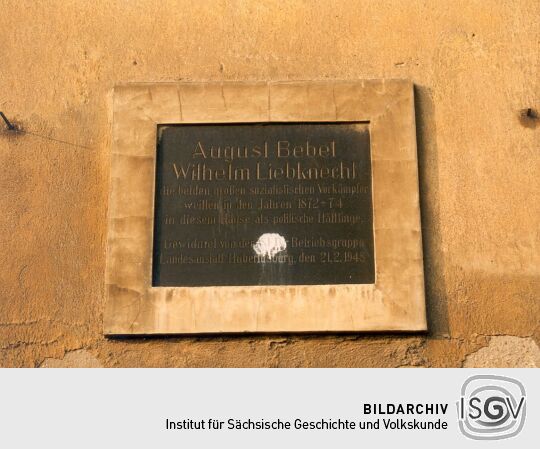 August Bebel
Wilhelm Liebknecht
die beiden großen sozialistischen Vorkämpfer
weilten in den Jahren 1872-74
in diesem Hause als politische Häftlinge.
Gewidmet von der Betriebsgruppe
Landesanstalt Hubertusburg, den 21.2.1948
BILDARCHIV
Institut für Sächsische Geschichte und Volkskunde
ISGV